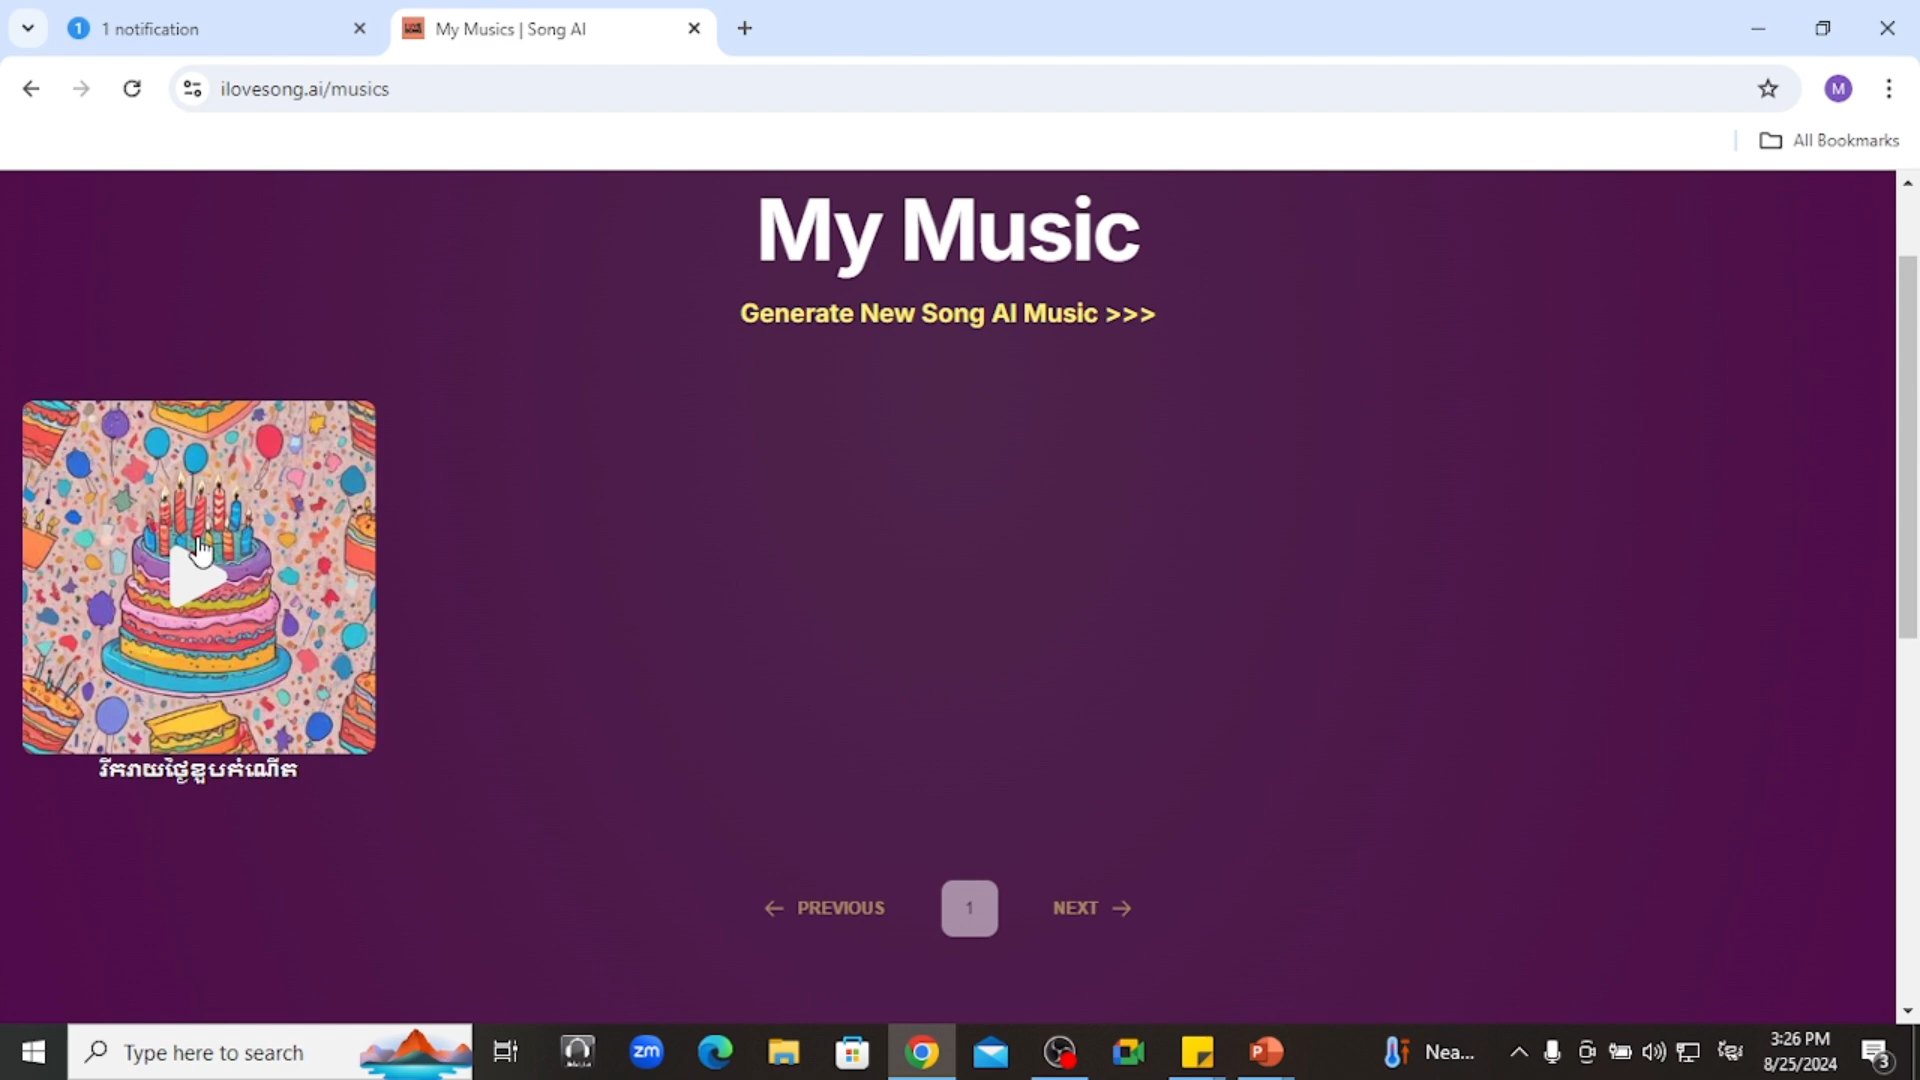 1 notification
My Musics | Song AI
ilovesong.ai/musics
M
All Bookmarks
My Music
Generate New Song AI Music >>>
រីករាយថ្ងៃខួបកំណើត
PREVIOUS
1
NEXT
Type here to search
zm
Nea...
3:26 PM
8/25/2024
3